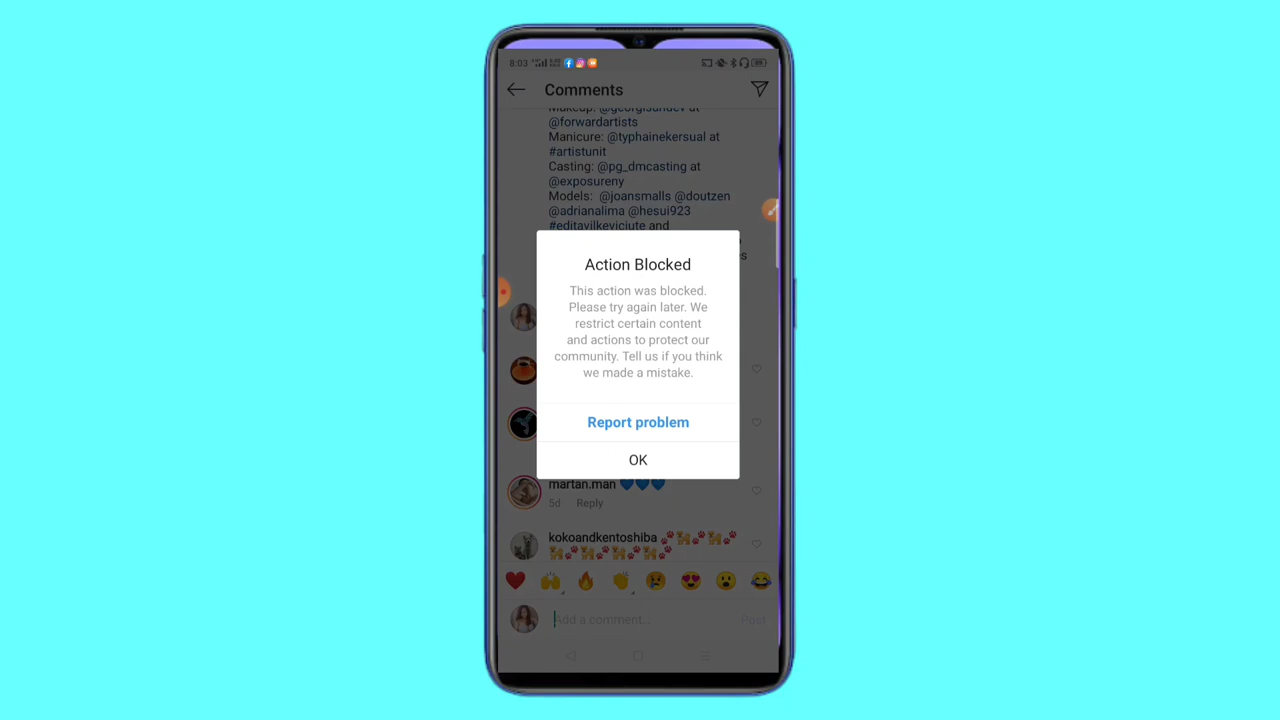 8:03
Comments
Makeup: @georgisandev at
@forwardartists
Manicure: @typhainekersual at
#artistunit
Casting: @pg_dmcasting at
@exposureny
Models: @joansmalls @doutzen
@adrianalima @hesui923
#editavilkeviciute and
Action Blocked
This action was blocked.
Please try again later. We
restrict certain content
and actions to protect our
community. Tell us if you think
we made a mistake.
Report problem
OK
martan.man 💙💙💙
5d Reply
kokoandkentoshiba 🐾🐕🐾🐕🐾
🐕🐾🐕🐾🐕🐾
Add a comment...
Post